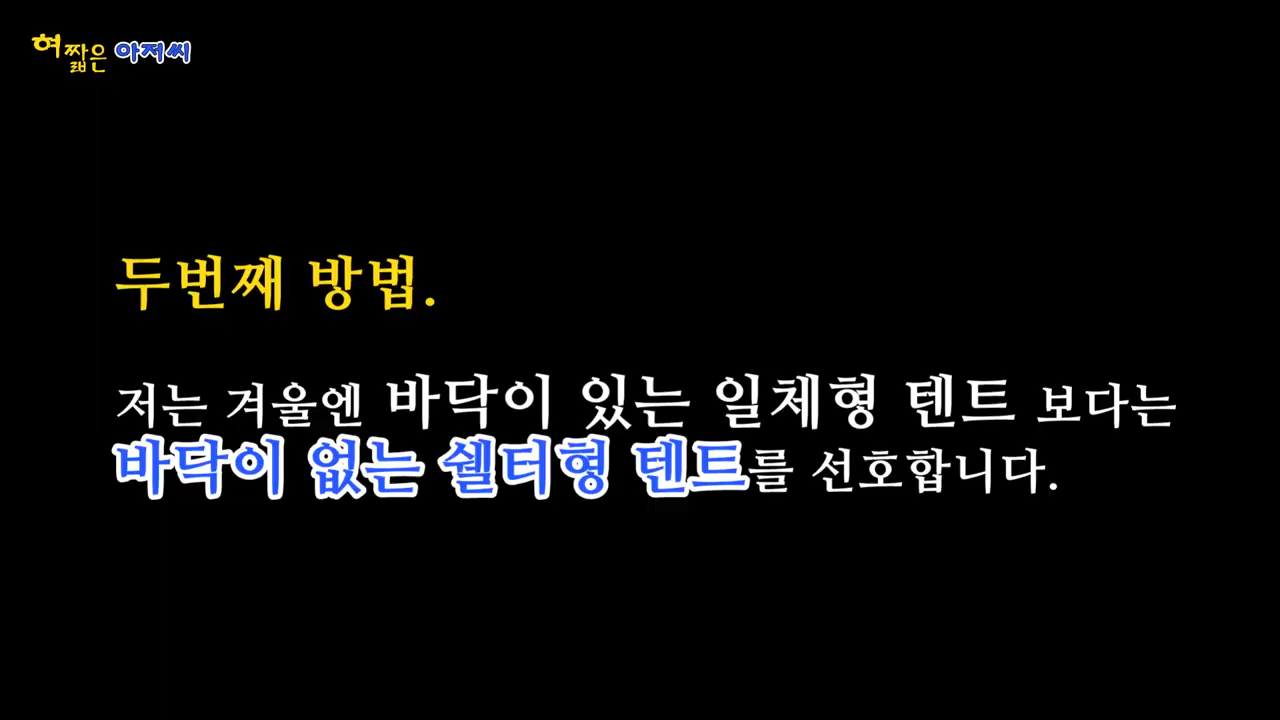 혀짧은 아저씨
두번째 방법.
저는 겨울엔 바닥이 있는 일체형 텐트 보다는
바닥이 없는 쉘터형 텐트를 선호합니다.